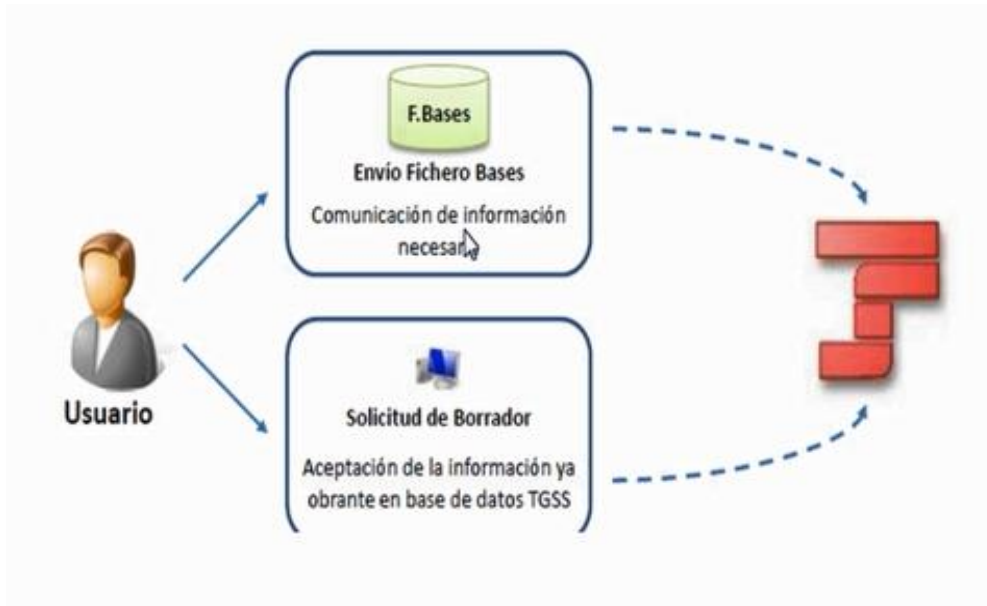 F.Bases
Envío Fichero Bases
Comunicación de información
Usuario
Solicitud de Borrador
Aceptación de la información ya
obrante en base de datos TGSS